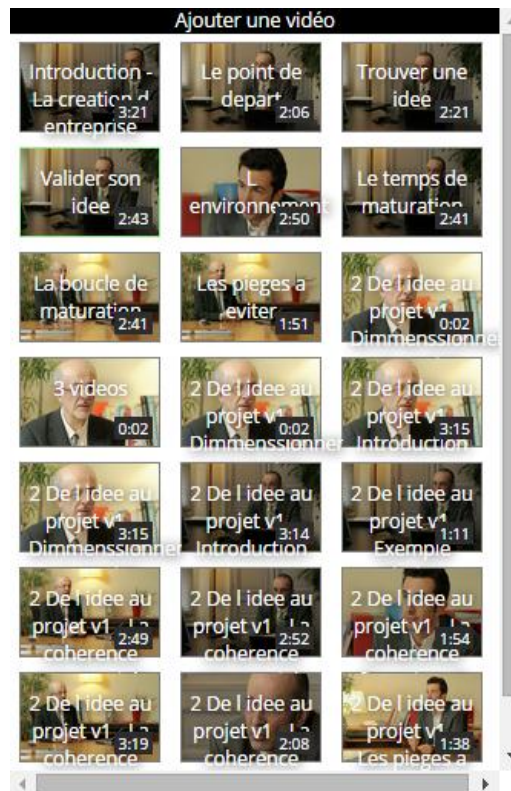 Ajouter une vidéo
Introduction -
La creation d
entreprise
3:21
Le point de
depart
2:06
Trouver une
idee
2:21
Valider son
idee
2:43
L
environnement
2:50
Le temps de
maturation
2:41
La boucle de
maturation
2:41
Les pieges a
eviter
1:51
2 De l idee au
projet v1
Dimmenssionner
0:02
3 videos
0:02
2 De l idee au
projet v1
Dimmenssionner
0:02
2 De l idee au
projet v1
Introduction
3:15
2 De l idee au
projet v1
Dimmenssionner
3:15
2 De l idee au
projet v1
Introduction
3:14
2 De l idee au
projet v1
Exemple
1:11
2 De l idee au
projet v1 La
coherence
2:49
2 De l idee au
projet v1 La
coherence
2:52
2 De l idee au
projet v1 La
coherence
1:54
2 De l idee au
projet v1 La
coherence
3:19
2 De l idee au
projet v1 La
coherence
2:08
2 De l idee au
projet v1
Les pieges a
1:38